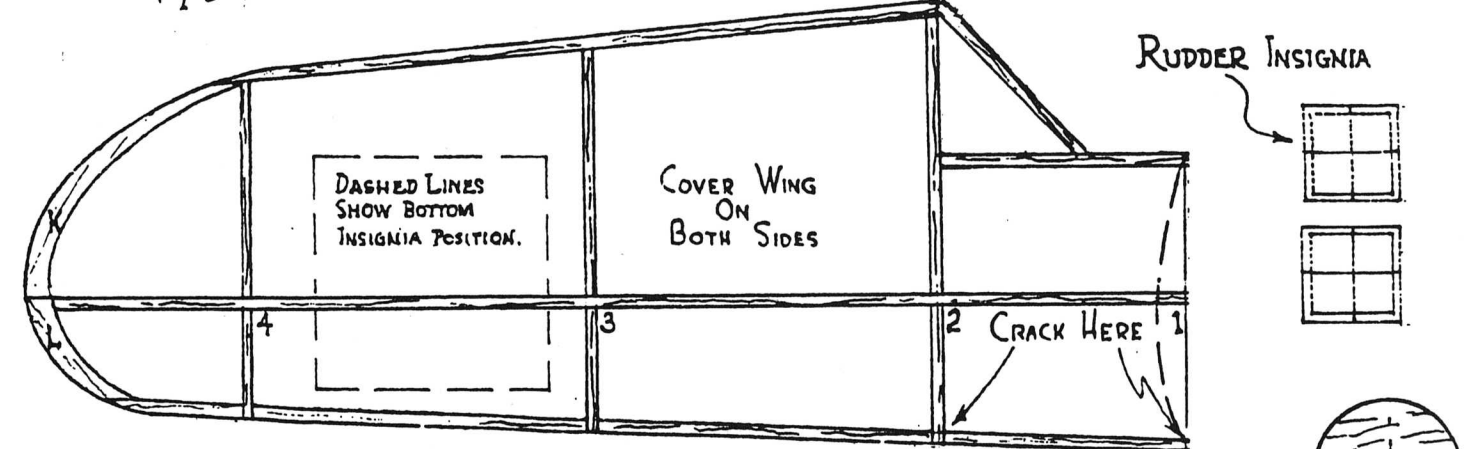 RUDDER INSIGNIA
DASHED LINES
SHOW BOTTOM
INSIGNIA POSITION.
COVER WING
ON
BOTH SIDES
K
L
4
3
2
CRACK HERE
1